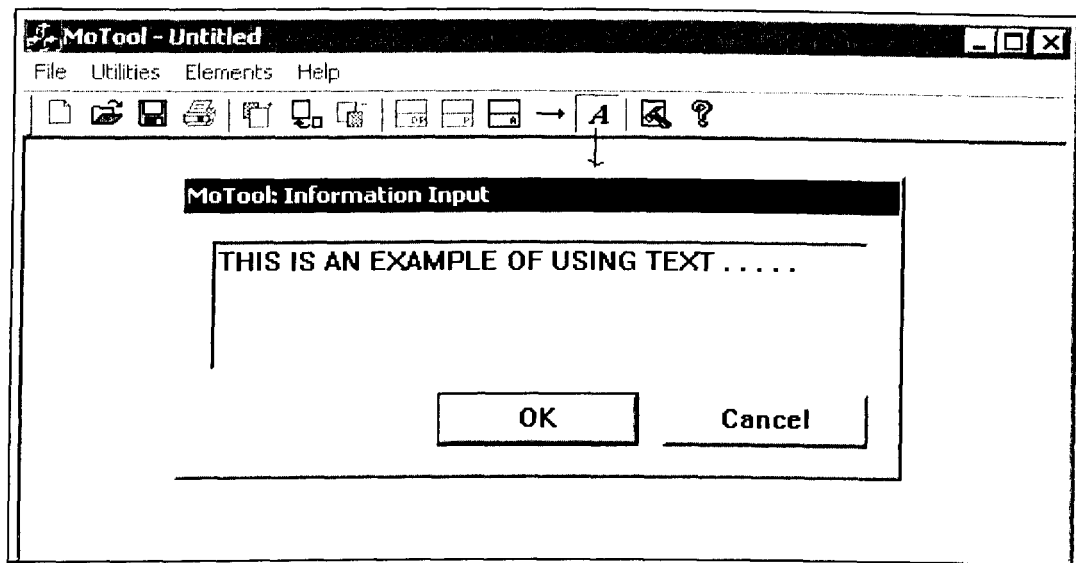 MoTool - Untitled
File Utilities Elements Help
A
MoTool: Information Input
THIS IS AN EXAMPLE OF USING TEXT . . . . .
OK Cancel